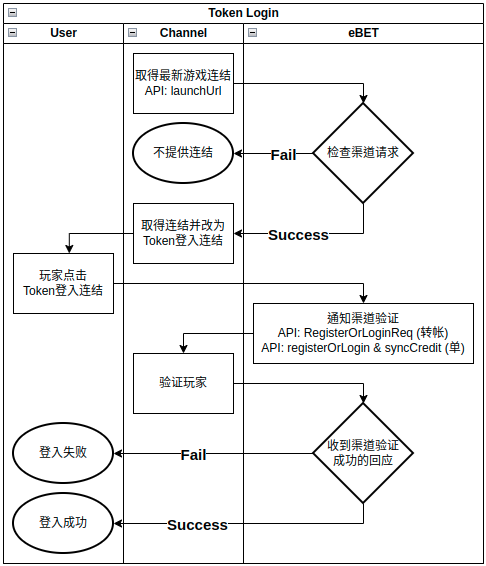 Token Login
User
Channel
eBET
取得最新游戏连结
API: launchUrl
不提供连结
Fail
检查渠道请求
取得连结并改为
Token登入连结
Success
玩家点击
Token登入连结
通知渠道验证
API: RegisterOrLoginReq (转帐)
API: registerOrLogin & syncCredit (单)
验证玩家
收到渠道验证
成功的回应
登入失败
Fail
登入成功
Success